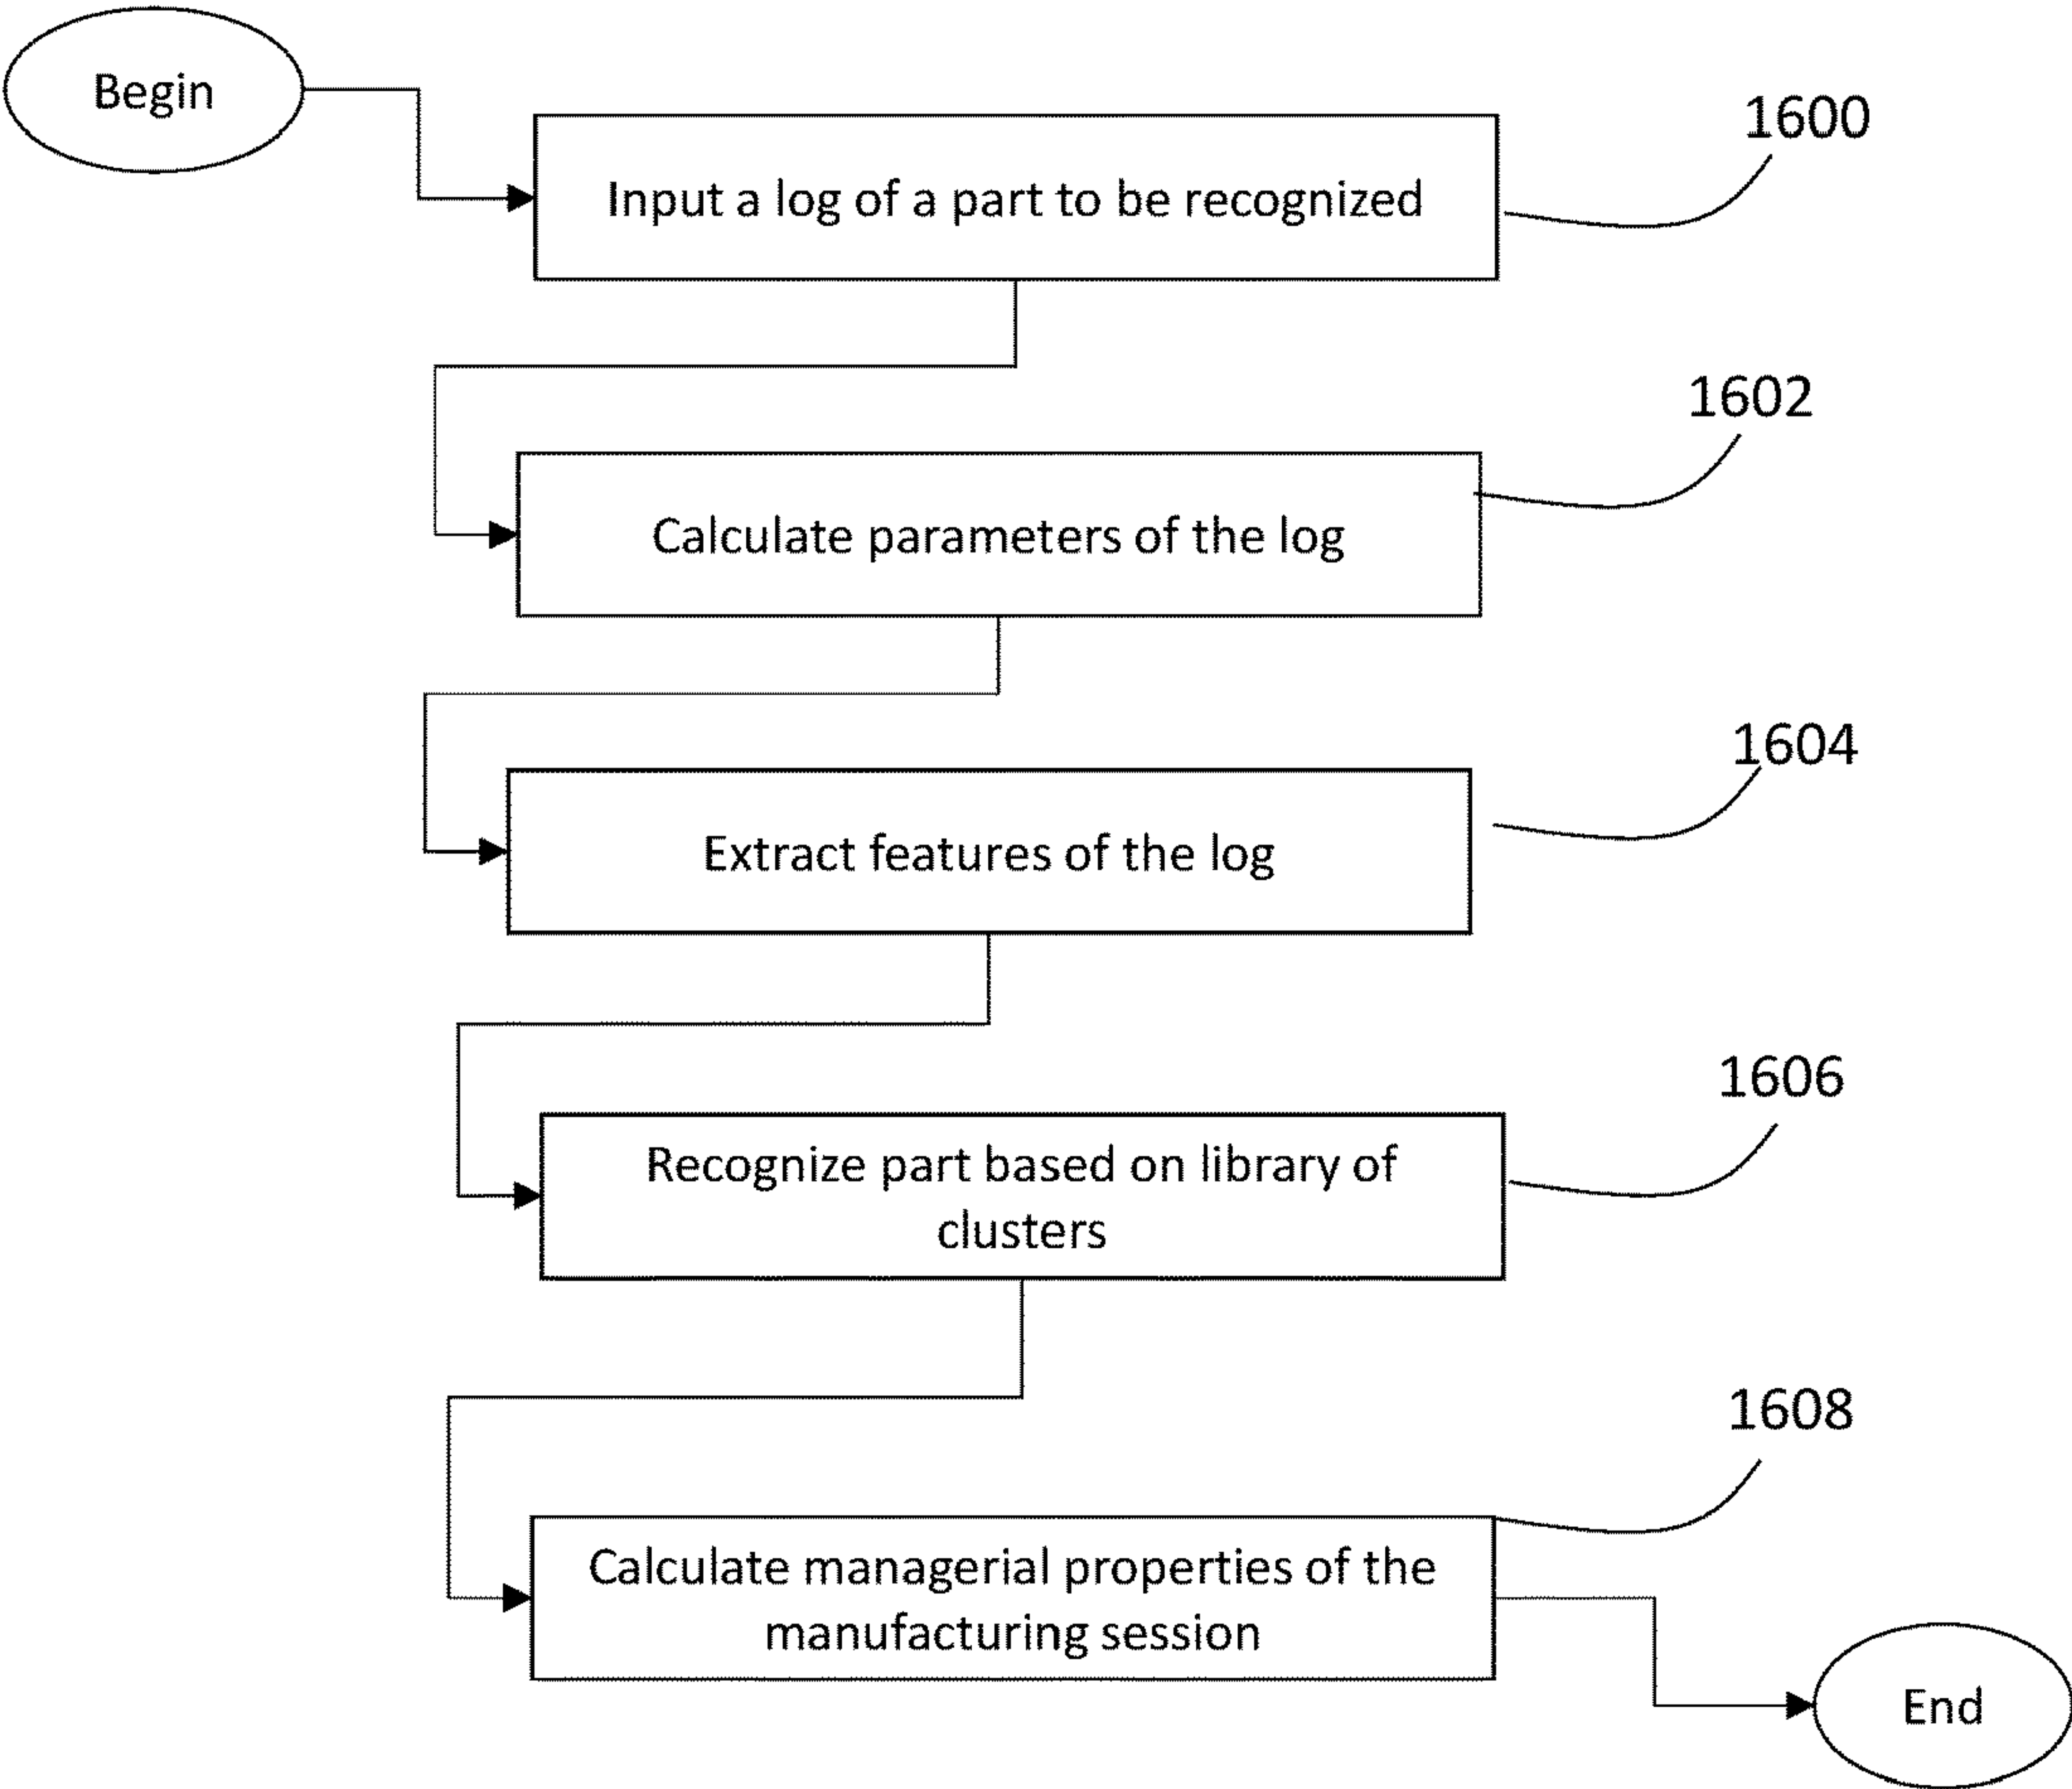 Begin
1600
Input a log of a part to be recognized
1602
Calculate parameters of the log
1604
Extract features of the log
1606
Recognize part based on library of
clusters
1608
Calculate managerial properties of the
manufacturing session
End